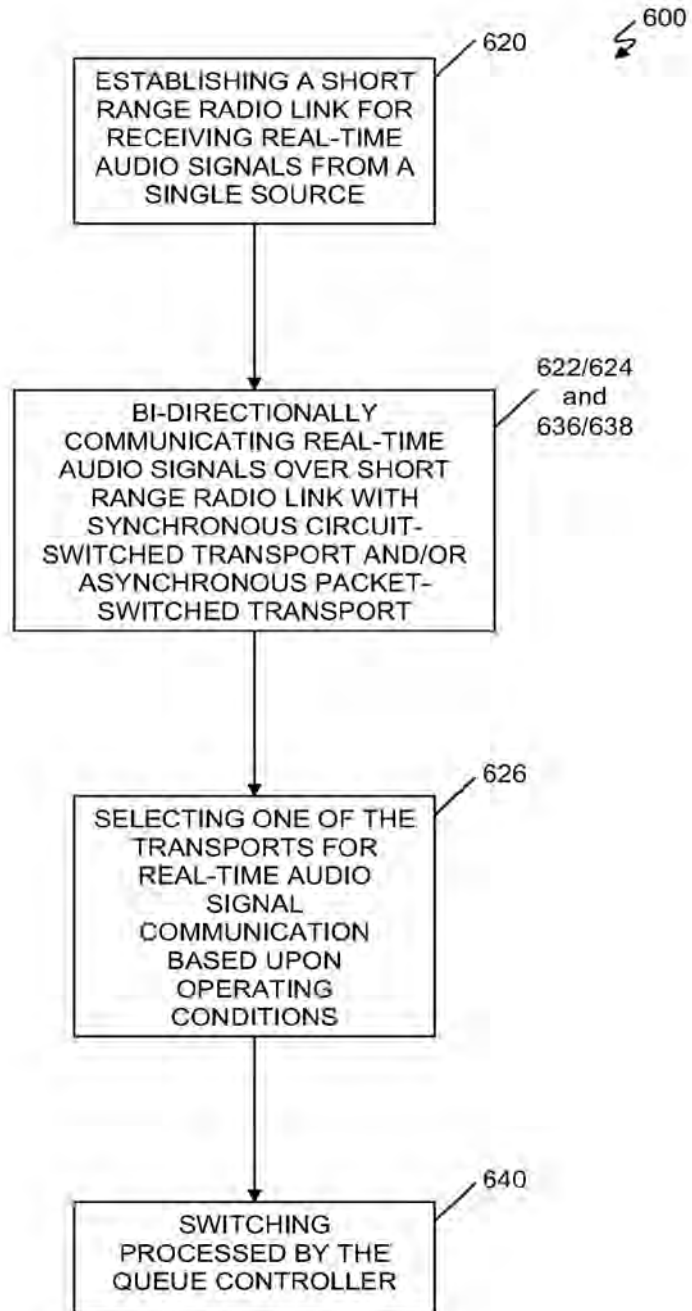 600
620
ESTABLISHING A SHORT
RANGE RADIO LINK FOR
RECEIVING REAL-TIME
AUDIO SIGNALS FROM A
SINGLE SOURCE
622/624
and
636/638
BI-DIRECTIONALLY
COMMUNICATING REAL-TIME
AUDIO SIGNALS OVER SHORT
RANGE RADIO LINK WITH
SYNCHRONOUS CIRCUIT-
SWITCHED TRANSPORT AND/OR
ASYNCHRONOUS PACKET-
SWITCHED TRANSPORT
626
SELECTING ONE OF THE
TRANSPORTS FOR
REAL-TIME AUDIO
SIGNAL
COMMUNICATION
BASED UPON
OPERATING
CONDITIONS
640
SWITCHING
PROCESSED BY THE
QUEUE CONTROLLER